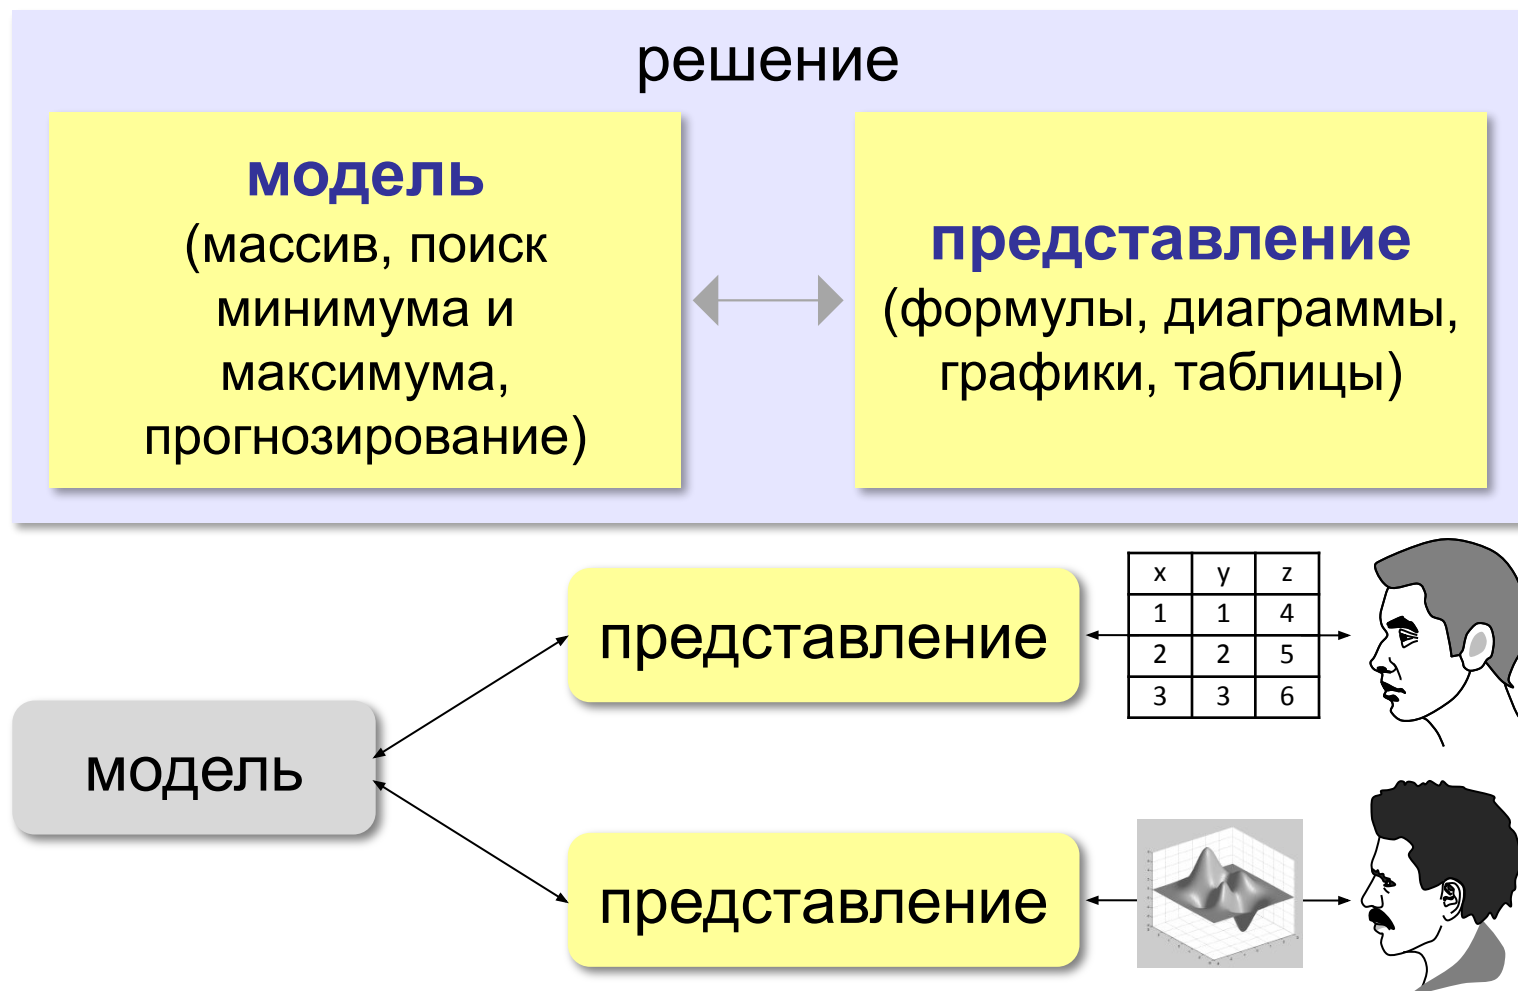 решение
модель
(массив, поиск
минимума и
максимума,
прогнозирование)
представление
(формулы, диаграммы,
графики, таблицы)
модель
представление
x y z
1 1 4
2 2 5
3 3 6
представление